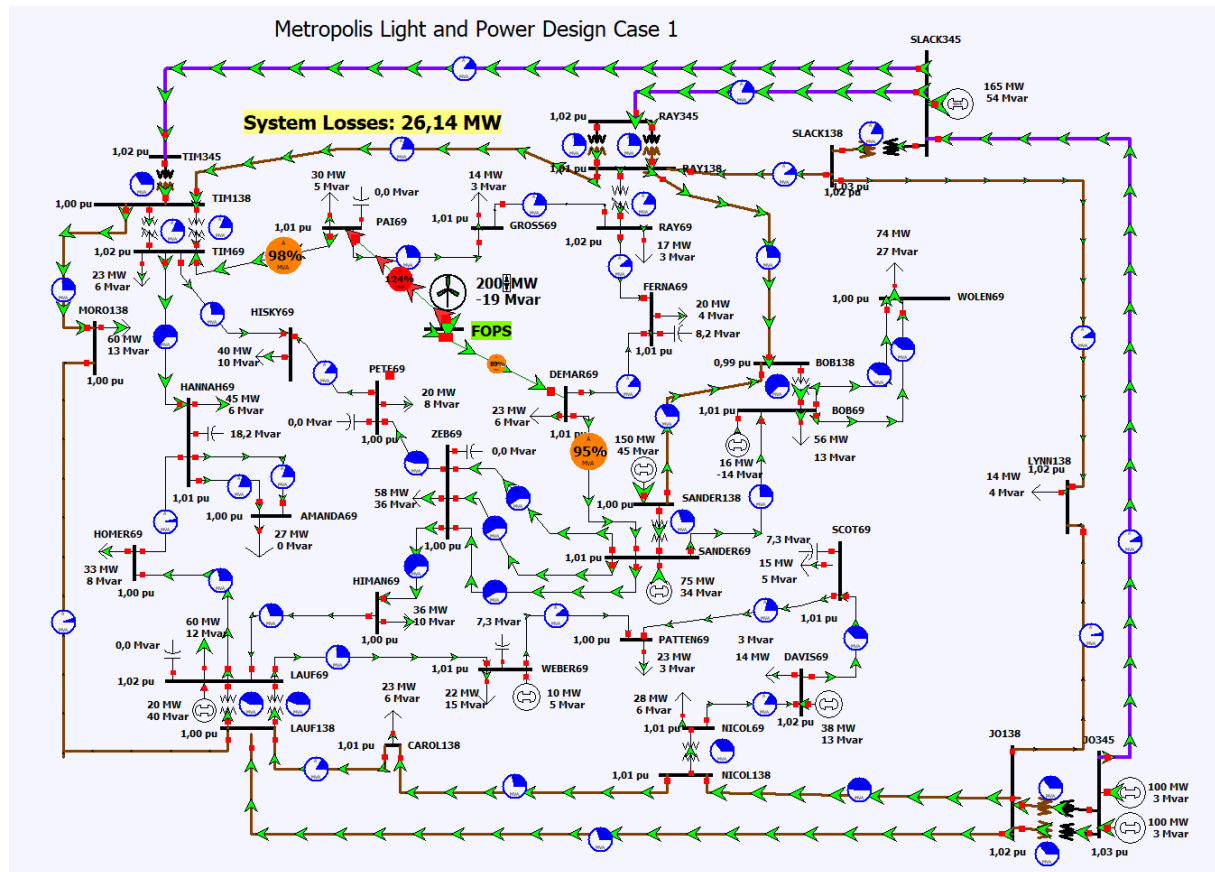 Metropolis Light and Power Design Case 1
SLACK345
165 MW
54 Mvar
System Losses: 26,14 MW
1,02 pu
RAY345
SLACK138
1,02 pu
TIM345
30 MW
5 Mvar
0,0 Mvar
14 MW
3 Mvar
1,01 pu
RAY138
1,03 pu
1,02 pu
1,00 pu
TIM138
PAI69
1,01 pu
1,01 pu
GROSS69
RAY69
1,02 pu
17 MW
3 Mvar
74 MW
27 Mvar
1,02 pu
TIM69
98%
MVA
23 MW
6 Mvar
124%
200 MW
-19 Mvar
FERNA69
20 MW
4 Mvar
8,2 Mvar
1,01 pu
1,00 pu
WOLEN69
MORO138
60 MW
13 Mvar
1,00 pu
HISKY69
40 MW
10 Mvar
FOPS
89%
0,99 pu
BOB138
PETE69
DEMAR69
HANNAH69
45 MW
6 Mvar
20 MW
8 Mvar
0,0 Mvar
1,00 pu
23 MW
6 Mvar
1,01 pu
1,01 pu
BOB69
18,2 Mvar
ZEB69
0,0 Mvar
95%
MVA
150 MW
45 Mvar
16 MW
-14 Mvar
56 MW
13 Mvar
LYNN138
1,02 pu
14 MW
4 Mvar
1,01 pu
58 MW
36 Mvar
1,00 pu
SANDER138
1,00 pu
AMANDA69
27 MW
0 Mvar
SCOT69
7,3 Mvar
HOMER69
1,00 pu
1,01 pu
SANDER69
15 MW
5 Mvar
33 MW
8 Mvar
1,00 pu
HIMAN69
75 MW
34 Mvar
36 MW
10 Mvar
1,00 pu
60 MW
12 Mvar
7,3 Mvar
1,00 pu
PATTEN69
3 Mvar
1,01 pu
0,0 Mvar
1,02 pu
LAUF69
1,01 pu
WEBER69
23 MW
3 Mvar
14 MW
DAVIS69
20 MW
40 Mvar
23 MW
6 Mvar
22 MW
15 Mvar
10 MW
5 Mvar
28 MW
6 Mvar
1,02 pu
38 MW
13 Mvar
1,00 pu
LAUF138
1,01 pu
NICOL69
1,01 pu
CAROL138
JO138
JO345
1,01 pu
NICOL138
100 MW
3 Mvar
100 MW
3 Mvar
1,02 pu
1,03 pu